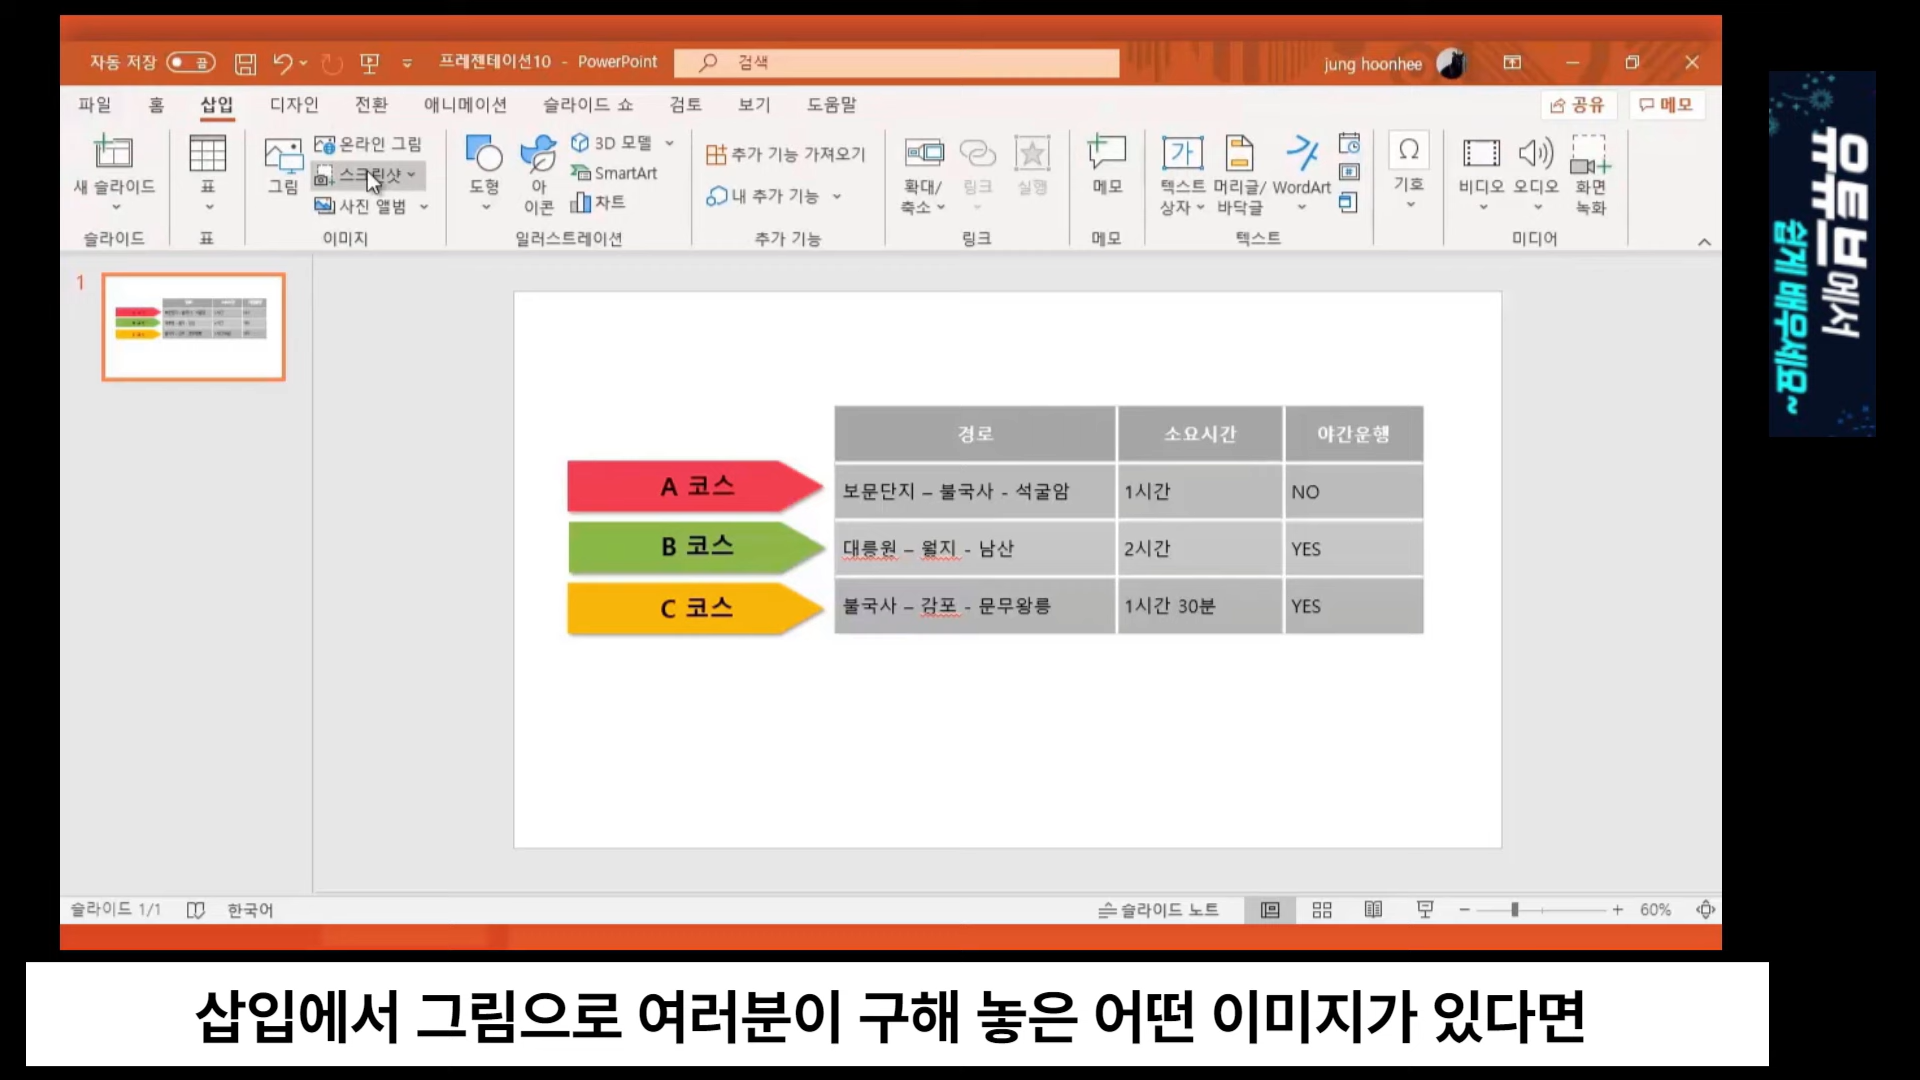 자동 저장 끔 프레젠테이션10 - PowerPoint 검색 jung hoonhee
파일 홈 삽입 디자인 전환 애니메이션 슬라이드 쇼 검토 보기 도움말 공유 메모
새 슬라이드
슬라이드
표
표
그림
온라인 그림
스크린샷
사진 앨범
이미지
도형
아
이콘
3D 모델
SmartArt
차트
일러스트레이션
추가 기능 가져오기
내 추가 기능
추가 기능
확대/
축소
링크
실행
링크
메모
메모
텍스트
상자
머리글/
바닥글
WordArt
텍스트
기호
비디오
오디오
화면
녹화
미디어
유튜브에서
쉽게 배우세요~
1
경로 소요시간 야간운행
A 코스 보문단지 – 불국사 - 석굴암 1시간 NO
B 코스 대릉원 – 월지 - 남산 2시간 YES
C 코스 불국사 – 감포 - 문무왕릉 1시간 30분 YES
슬라이드 1/1 한국어 슬라이드 노트 60%
삽입에서 그림으로 여러분이 구해 놓은 어떤 이미지가 있다면